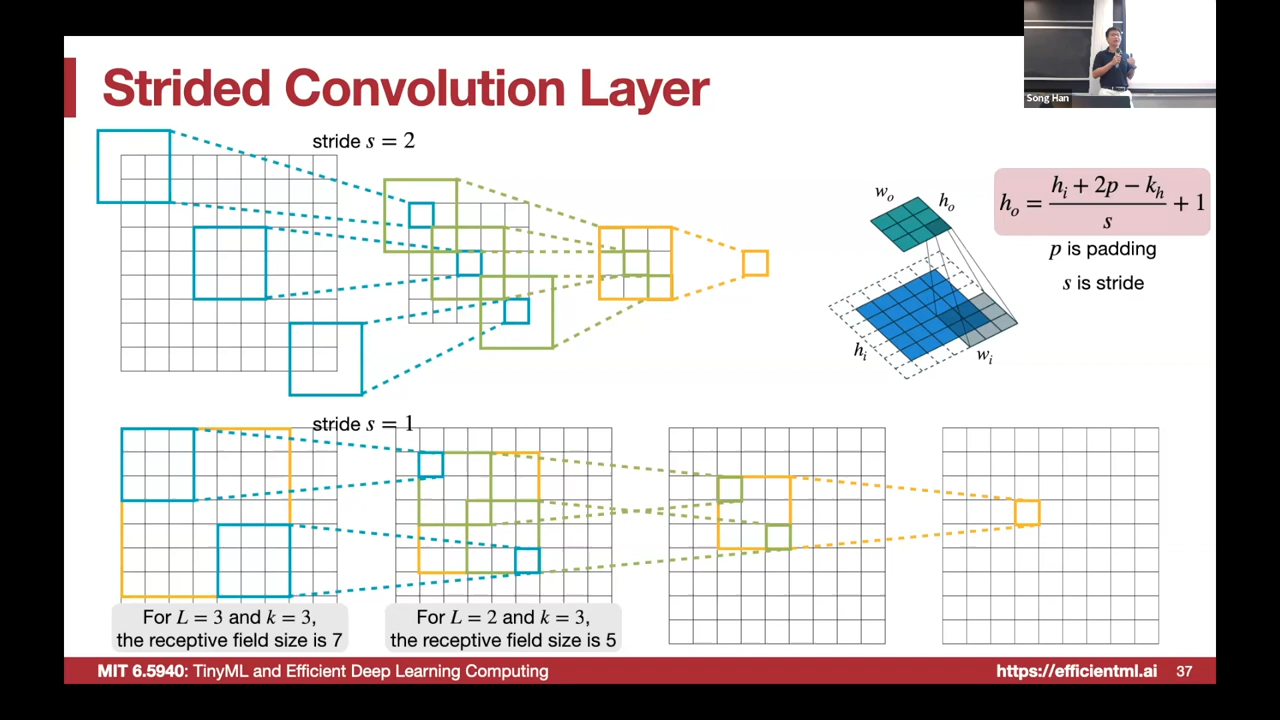 Song Han
Strided Convolution Layer
stride s = 2
w_o
h_o
h_o = (h_i + 2p − k_h) / s + 1
p is padding
s is stride
h_i
w_i
stride s = 1
For L = 3 and k = 3,
the receptive field size is 7
For L = 2 and k = 3,
the receptive field size is 5
MIT 6.5940: TinyML and Efficient Deep Learning Computing
https://efficientml.ai
37